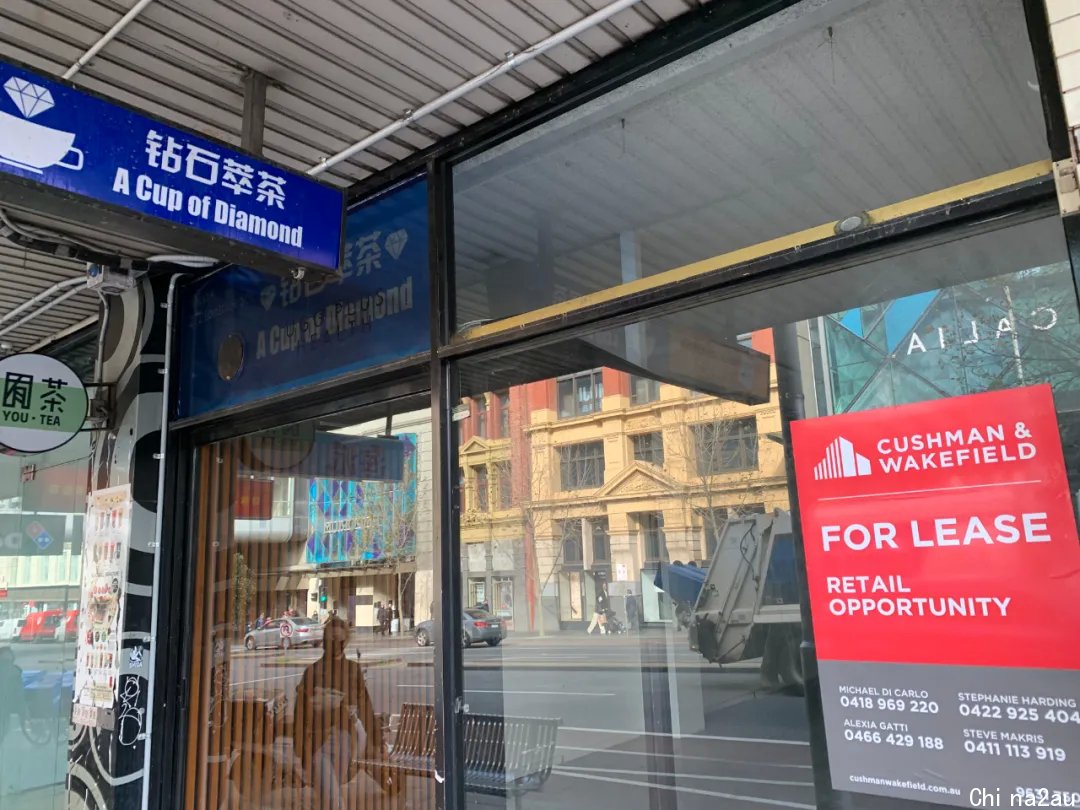 钻石萃茶
A Cup of Diamond
钻石萃茶
A Cup of Diamond
茶
YOU·TEA
CUSHMAN &
WAKEFIELD
FOR LEASE
RETAIL
OPPORTUNITY
MICHAEL DI CARLO
0418 969 220
STEPHANIE HARDING
0422 925 404
ALEXIA GATTI
0466 429 188
STEVE MAKRIS
0411 113 919
cushmanwakefield.com.au